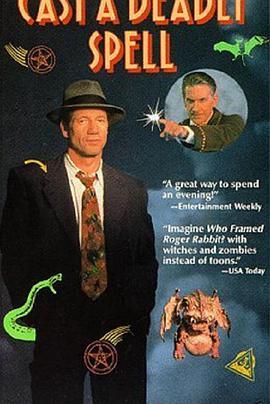 CAST A DEADLY
SPELL
"A great way to spend
an evening!"
—Entertainment Weekly
"Imagine Who Framed
Roger Rabbit? with
witches and zombies
instead of toons."
—USA Today